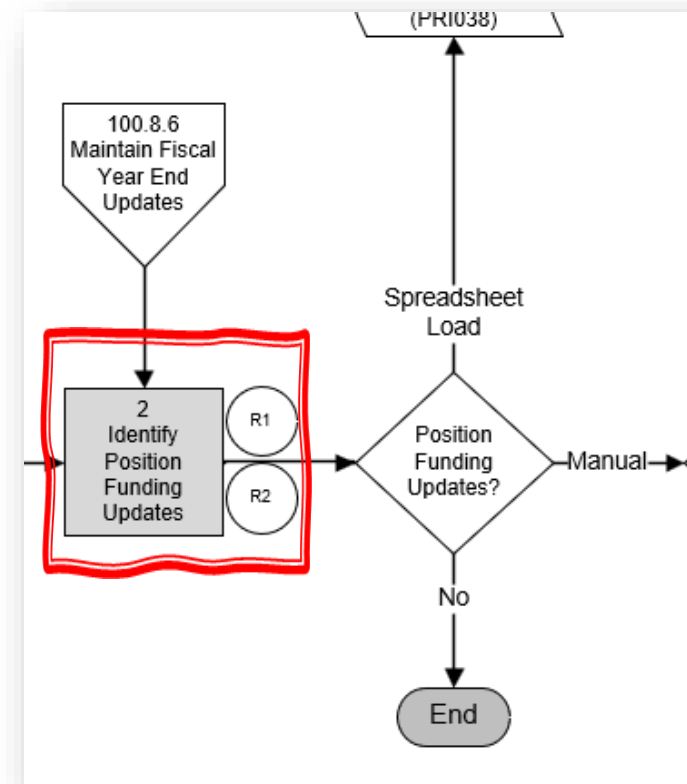 (PRI038)
100.8.6
Maintain Fiscal
Year End
Updates
Spreadsheet
Load
2
Identify
Position
Funding
Updates
R1
R2
Position
Funding
Updates?
Manual
No
End